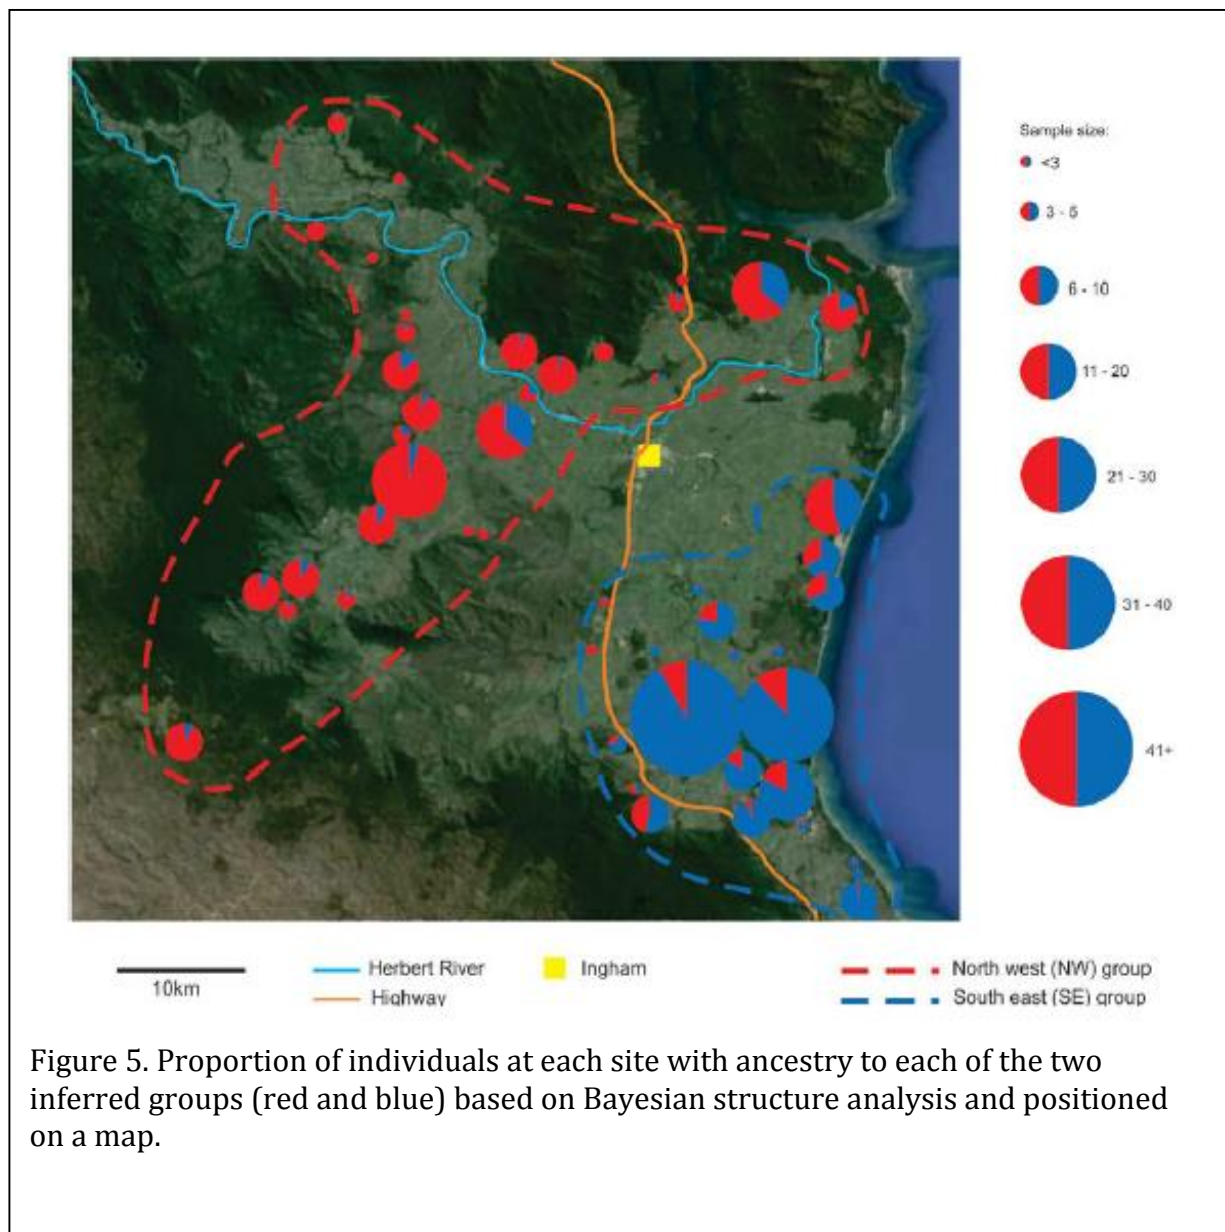 Sample size:
<3
3 - 5
6 - 10
11 - 20
21 - 30
31 - 40
41+
10km
Herbert River
Highway
Ingham
North west (NW) group
South east (SE) group
Figure 5. Proportion of individuals at each site with ancestry to each of the two
inferred groups (red and blue) based on Bayesian structure analysis and positioned
on a map.